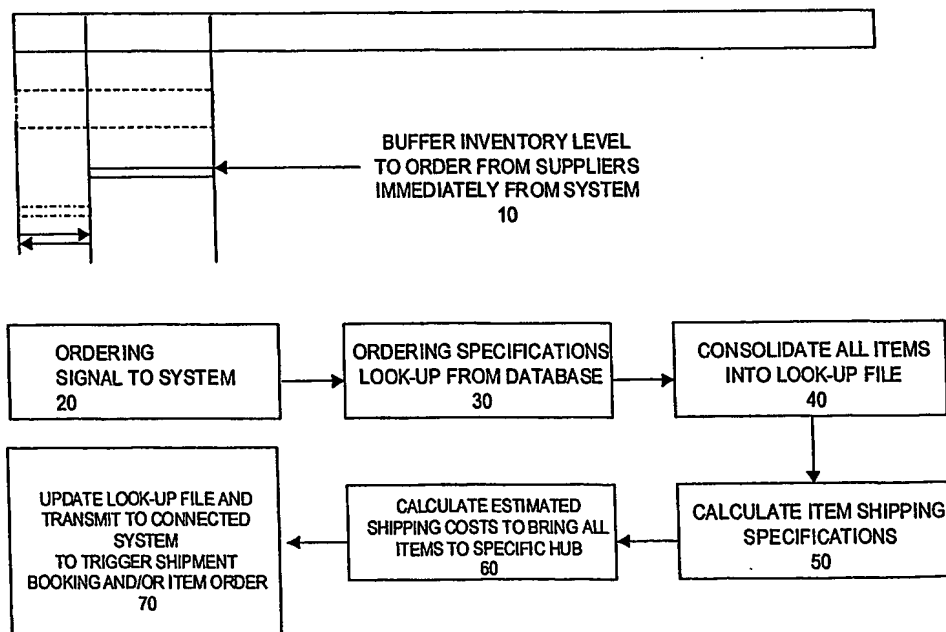 BUFFER INVENTORY LEVEL
TO ORDER FROM SUPPLIERS
IMMEDIATELY FROM SYSTEM
10
ORDERING
SIGNAL TO SYSTEM
20
ORDERING SPECIFICATIONS
LOOK-UP FROM DATABASE
30
CONSOLIDATE ALL ITEMS
INTO LOOK-UP FILE
40
CALCULATE ITEM SHIPPING
SPECIFICATIONS
50
CALCULATE ESTIMATED
SHIPPING COSTS TO BRING ALL
ITEMS TO SPECIFIC HUB
60
UPDATE LOOK-UP FILE AND
TRANSMIT TO CONNECTED
SYSTEM
TO TRIGGER SHIPMENT
BOOKING AND/OR ITEM ORDER
70